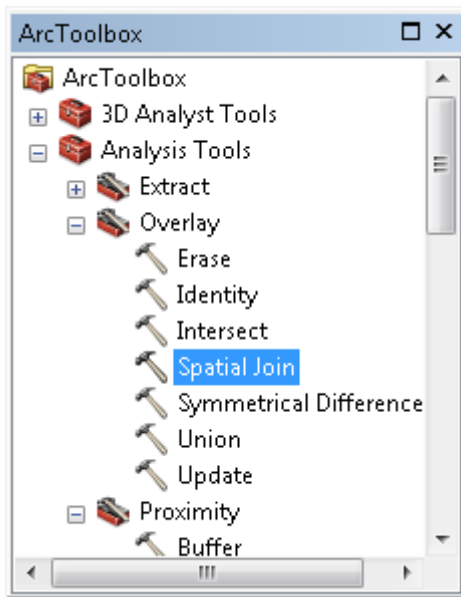 ArcToolbox
ArcToolbox
3D Analyst Tools
Analysis Tools
Extract
Overlay
Erase
Identity
Intersect
Spatial Join
Symmetrical Difference
Union
Update
Proximity
Buffer